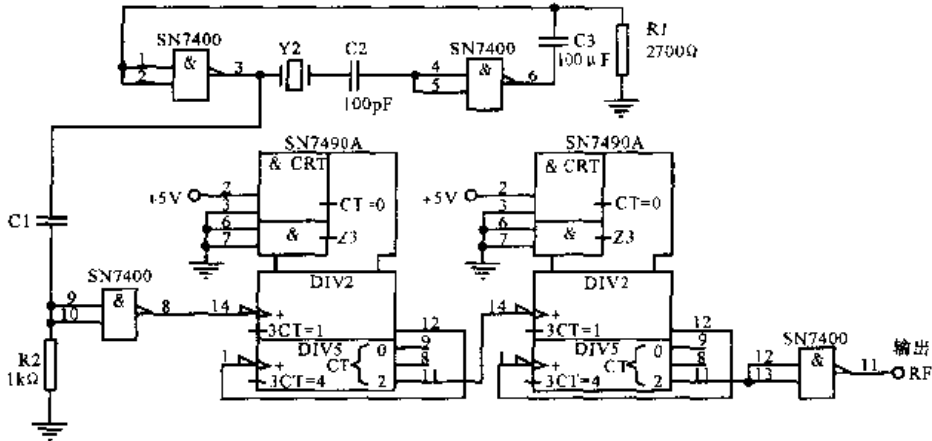 SN7400
1
2
&
3
Y2
C2
100pF
SN7400
4
5
&
6
C3
100μF
R1
2700Ω
C1
SN7490A
& CRT
+5V
2
3
6
7
CT=0
&
Z3
DIV2
SN7490A
& CRT
+5V
2
3
6
7
CT=0
&
Z3
DIV2
SN7400
9
10
&
8
14
+
3CT=1
12
DIV5
1
+
3CT=4
CT
0
2
9
8
11
14
+
3CT=1
12
DIV5
1
+
3CT=4
CT
0
2
9
8
11
SN7400
12
13
&
11
输出
RF
R2
1kΩ